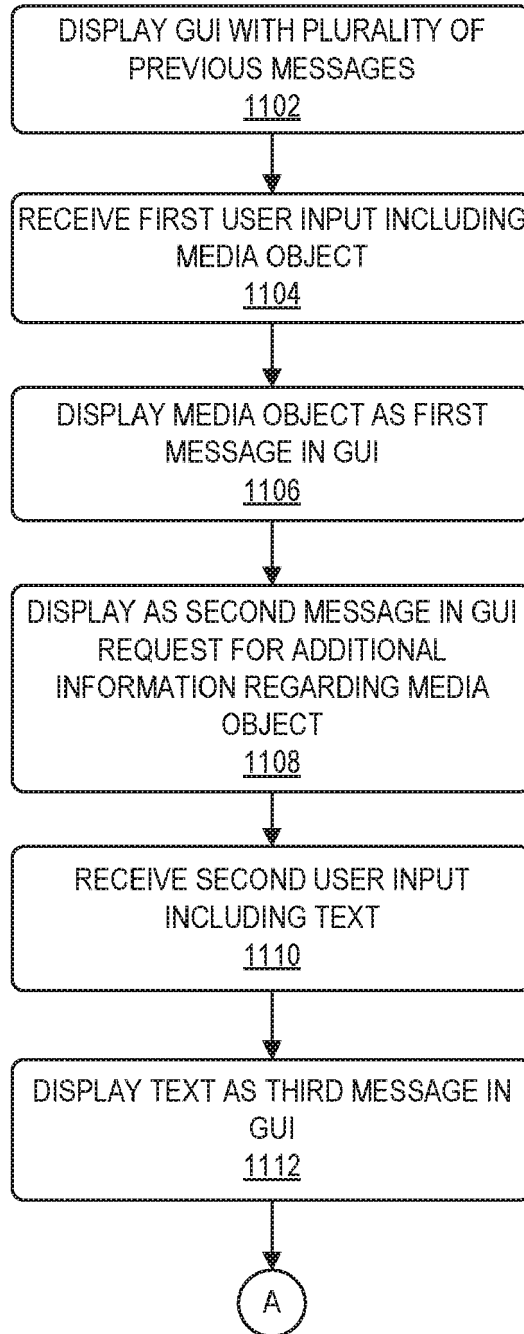 DISPLAY GUI WITH PLURALITY OF
PREVIOUS MESSAGES
1102
RECEIVE FIRST USER INPUT INCLUDING
MEDIA OBJECT
1104
DISPLAY MEDIA OBJECT AS FIRST
MESSAGE IN GUI
1106
DISPLAY AS SECOND MESSAGE IN GUI
REQUEST FOR ADDITIONAL
INFORMATION REGARDING MEDIA
OBJECT
1108
RECEIVE SECOND USER INPUT
INCLUDING TEXT
1110
DISPLAY TEXT AS THIRD MESSAGE IN
GUI
1112
A